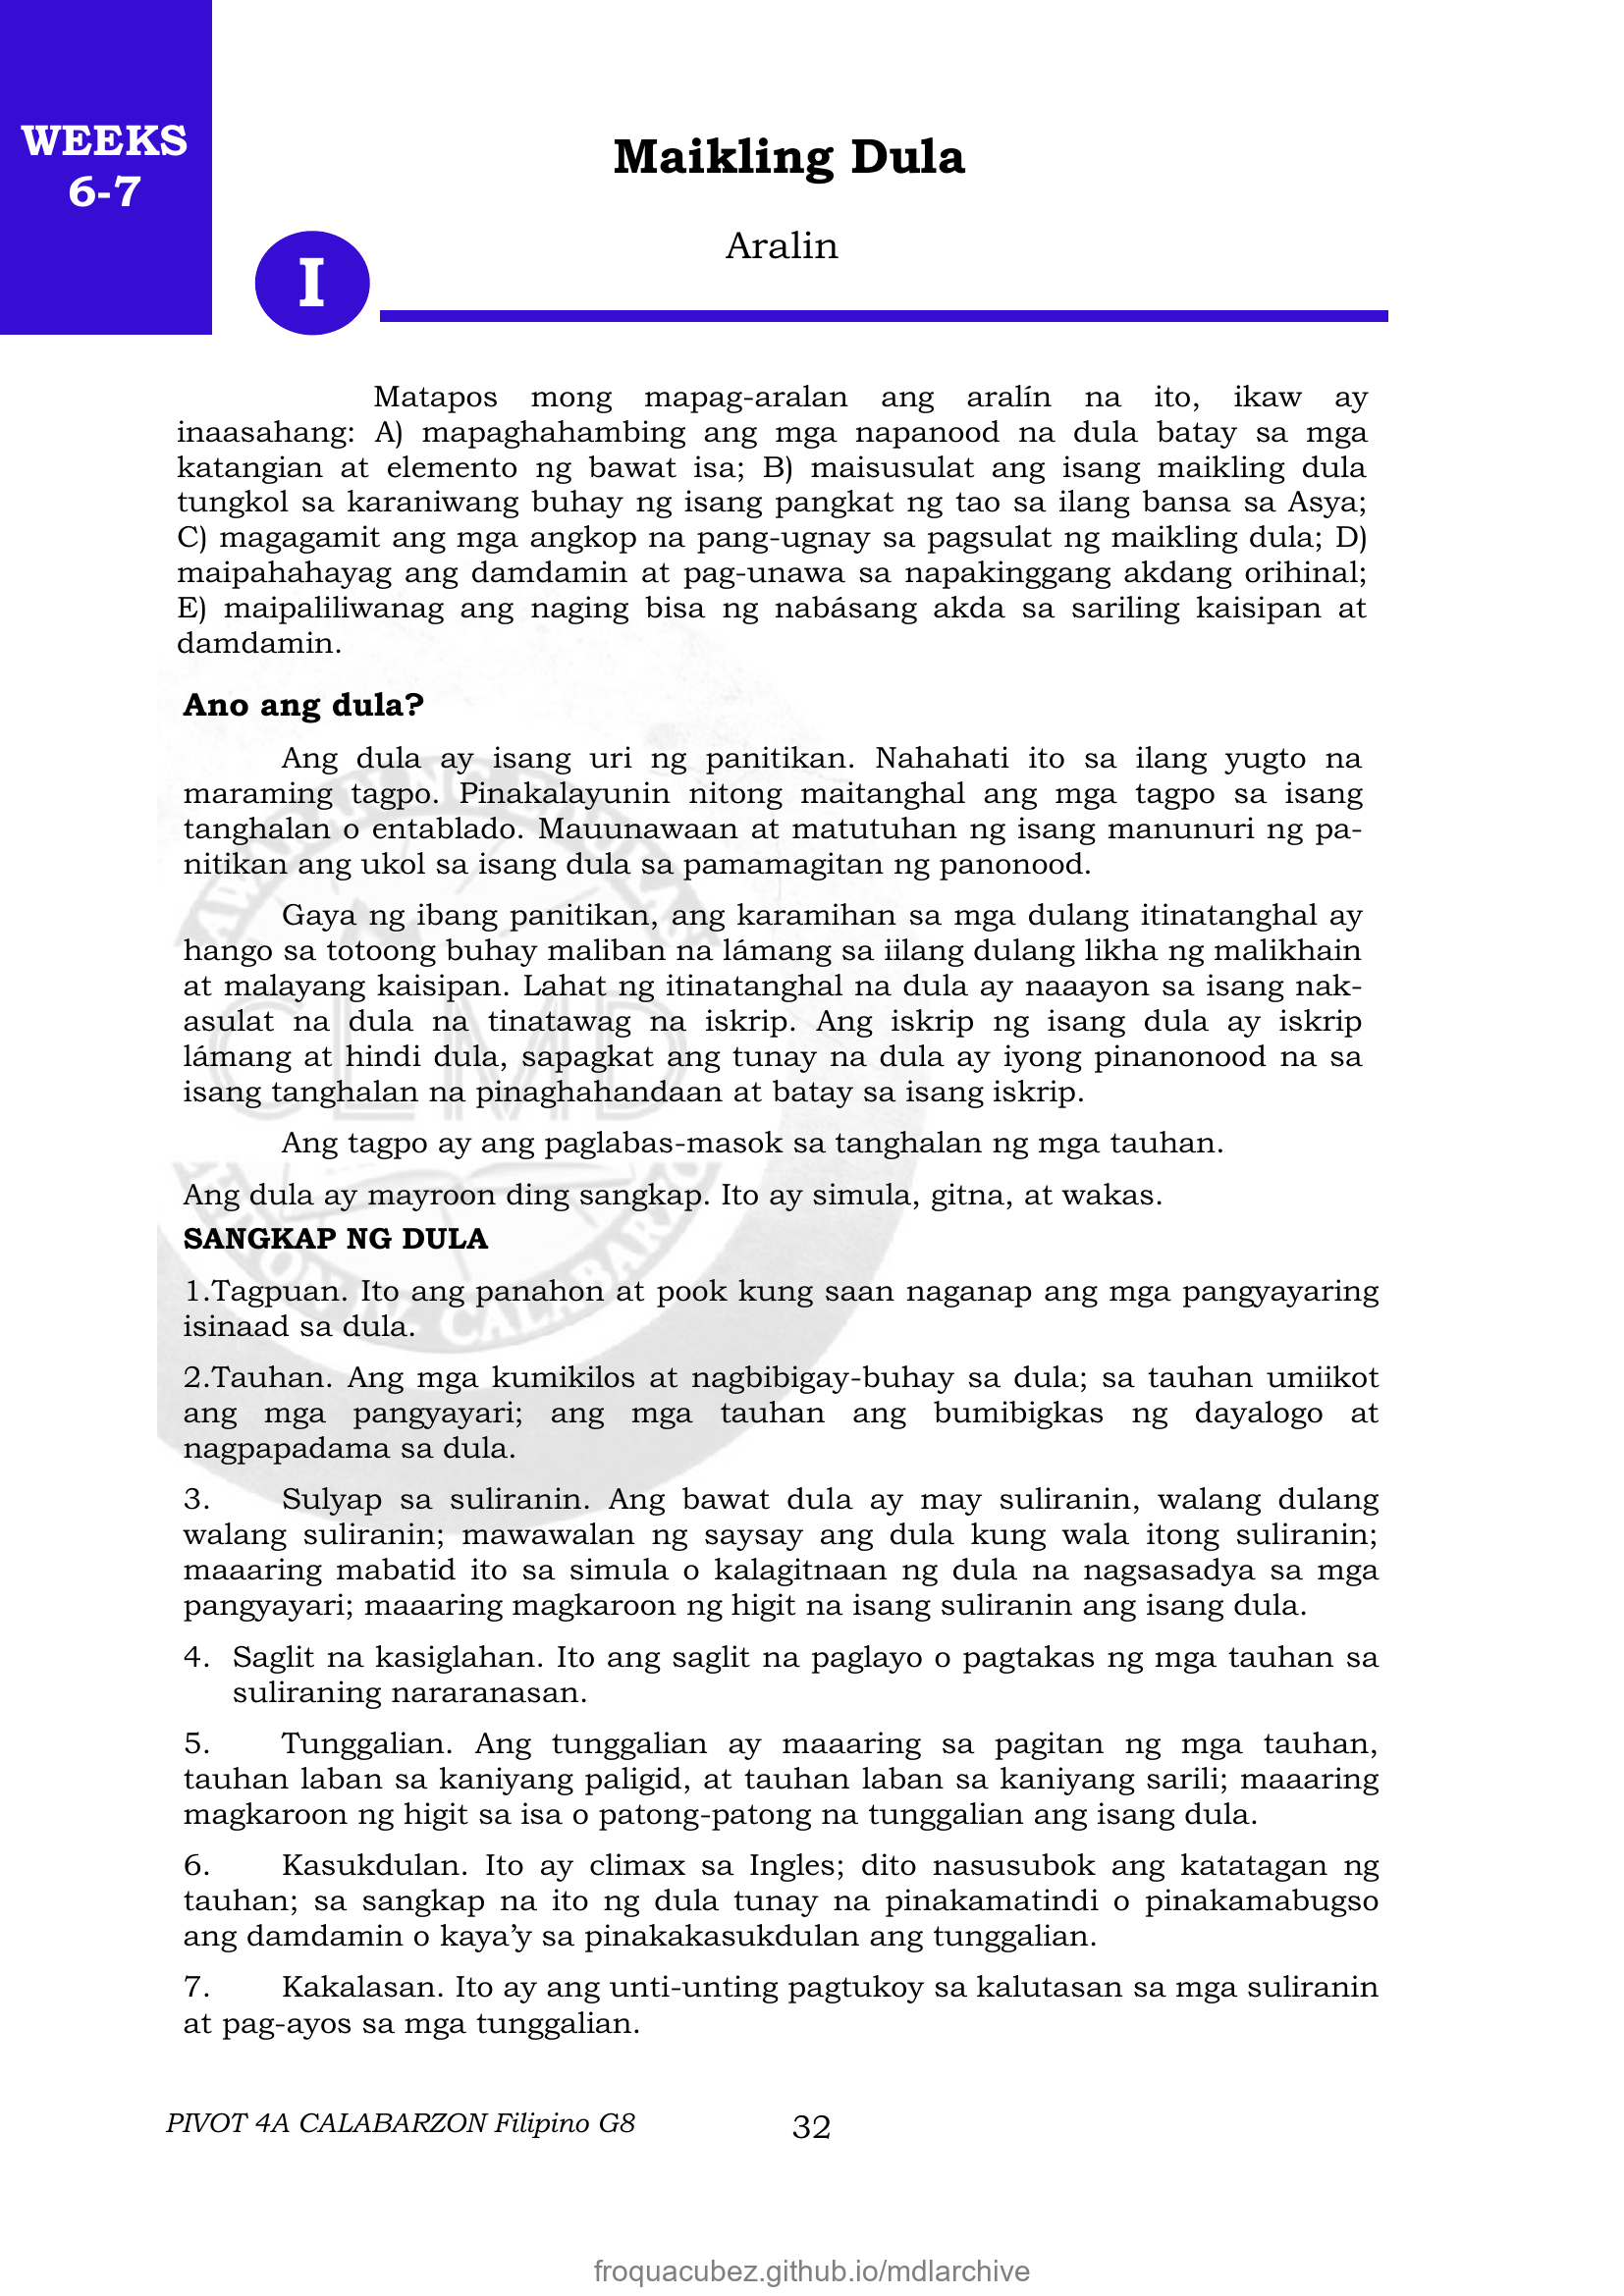 WEEKS
6-7
Maikling Dula
Aralin
I
Matapos mong mapag-aralan ang aralín na ito, ikaw ay
inaasahang: A) mapaghahambing ang mga napanood na dula batay sa mga
katangian at elemento ng bawat isa; B) maisusulat ang isang maikling dula
tungkol sa karaniwang buhay ng isang pangkat ng tao sa ilang bansa sa Asya;
C) magagamit ang mga angkop na pang-ugnay sa pagsulat ng maikling dula; D)
maipahahayag ang damdamin at pag-unawa sa napakinggang akdang orihinal;
E) maipaliliwanag ang naging bisa ng nabásang akda sa sariling kaisipan at
damdamin.
Ano ang dula?
Ang dula ay isang uri ng panitikan. Nahahati ito sa ilang yugto na
maraming tagpo. Pinakalayunin nitong maitanghal ang mga tagpo sa isang
tanghalan o entablado. Mauunawaan at matutuhan ng isang manunuri ng pa-
nitikan ang ukol sa isang dula sa pamamagitan ng panonood.
Gaya ng ibang panitikan, ang karamihan sa mga dulang itinatanghal ay
hango sa totoong buhay maliban na lámang sa iilang dulang likha ng malikhain
at malayang kaisipan. Lahat ng itinatanghal na dula ay naaayon sa isang nak-
asulat na dula na tinatawag na iskrip. Ang iskrip ng isang dula ay iskrip
lámang at hindi dula, sapagkat ang tunay na dula ay iyong pinanonood na sa
isang tanghalan na pinaghahandaan at batay sa isang iskrip.
Ang tagpo ay ang paglabas-masok sa tanghalan ng mga tauhan.
Ang dula ay mayroon ding sangkap. Ito ay simula, gitna, at wakas.
SANGKAP NG DULA
1.Tagpuan. Ito ang panahon at pook kung saan naganap ang mga pangyayaring
isinaad sa dula.
2.Tauhan. Ang mga kumikilos at nagbibigay-buhay sa dula; sa tauhan umiikot
ang mga pangyayari; ang mga tauhan ang bumibigkas ng dayalogo at
nagpapadama sa dula.
3. Sulyap sa suliranin. Ang bawat dula ay may suliranin, walang dulang
walang suliranin; mawawalan ng saysay ang dula kung wala itong suliranin;
maaaring mabatid ito sa simula o kalagitnaan ng dula na nagsasadya sa mga
pangyayari; maaaring magkaroon ng higit na isang suliranin ang isang dula.
4. Saglit na kasiglahan. Ito ang saglit na paglayo o pagtakas ng mga tauhan sa
suliraning nararanasan.
5. Tunggalian. Ang tunggalian ay maaaring sa pagitan ng mga tauhan,
tauhan laban sa kaniyang paligid, at tauhan laban sa kaniyang sarili; maaaring
magkaroon ng higit sa isa o patong-patong na tunggalian ang isang dula.
6. Kasukdulan. Ito ay climax sa Ingles; dito nasusubok ang katatagan ng
tauhan; sa sangkap na ito ng dula tunay na pinakamatindi o pinakamabugso
ang damdamin o kaya’y sa pinakakasukdulan ang tunggalian.
7. Kakalasan. Ito ay ang unti-unting pagtukoy sa kalutasan sa mga suliranin
at pag-ayos sa mga tunggalian.
PIVOT 4A CALABARZON Filipino G8
32
CLMD
CALABARZO
froquacubez.github.io/mdlarchive